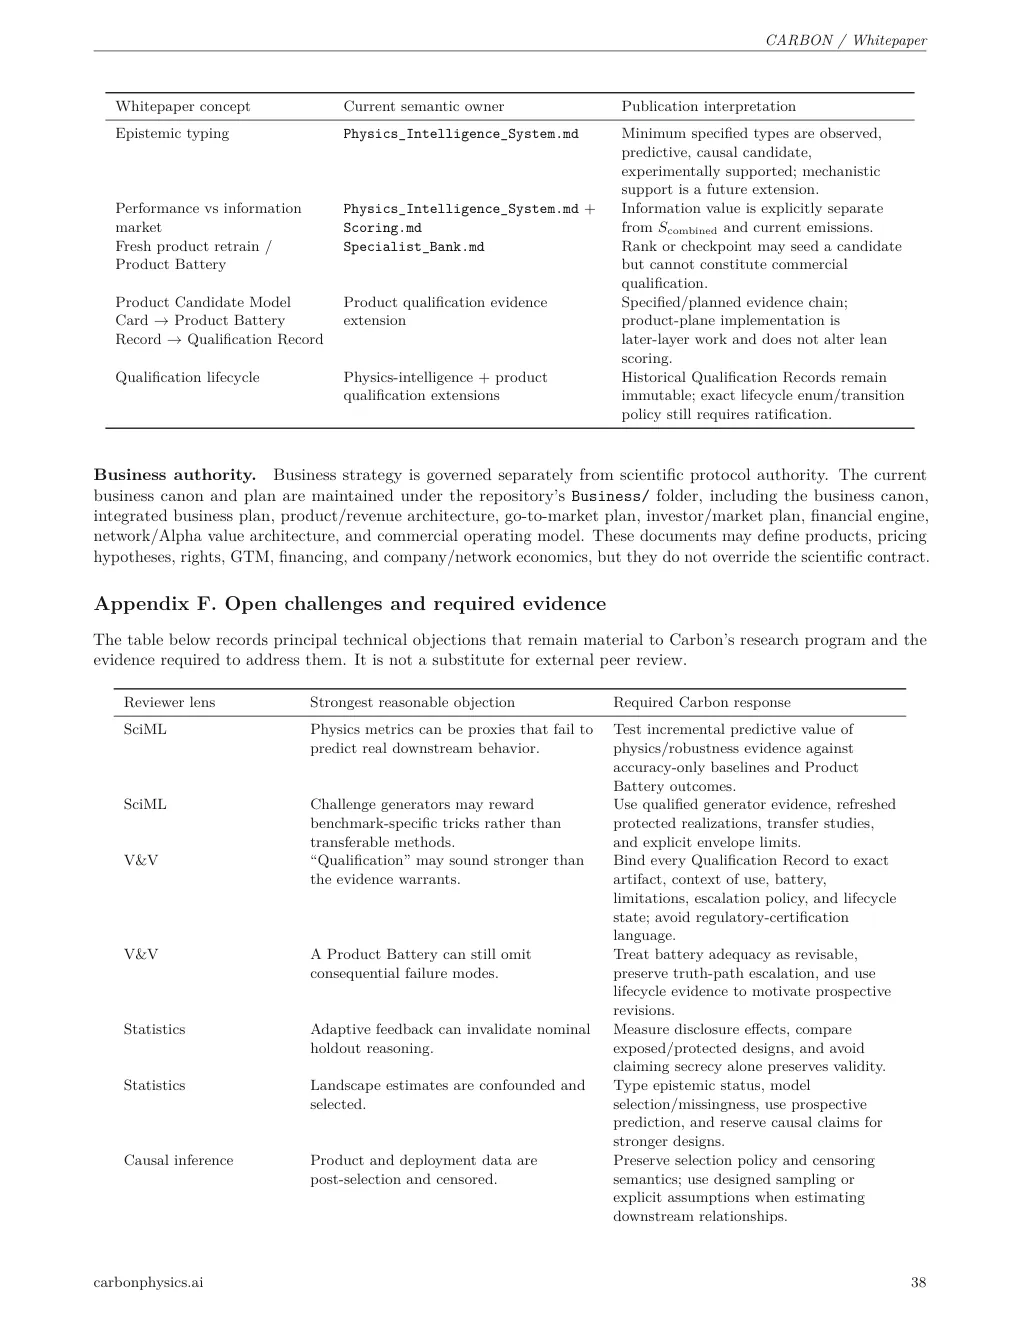 CARBON / Whitepaper
Whitepaper concept Current semantic owner Publication interpretation
Epistemic typing Physics_Intelligence_System.md Minimum specified types are observed,
predictive, causal candidate,
experimentally supported; mechanistic
support is a future extension.
Performance vs information Physics_Intelligence_System.md + Information value is explicitly separate
market Scoring.md from Scombined and current emissions.
Fresh product retrain / Specialist_Bank.md Rank or checkpoint may seed a candidate
Product Battery but cannot constitute commercial
qualification.
Product Candidate Model Product qualification evidence Specified/planned evidence chain;
Card → Product Battery extension product-plane implementation is
Record → Qualification Record later-layer work and does not alter lean
scoring.
Qualification lifecycle Physics-intelligence + product Historical Qualification Records remain
qualification extensions immutable; exact lifecycle enum/transition
policy still requires ratification.
Business authority. Business strategy is governed separately from scientific protocol authority. The current
business canon and plan are maintained under the repository's Business/ folder, including the business canon,
integrated business plan, product/revenue architecture, go-to-market plan, investor/market plan, financial engine,
network/Alpha value architecture, and commercial operating model. These documents may define products, pricing
hypotheses, rights, GTM, financing, and company/network economics, but they do not override the scientific contract.
Appendix F. Open challenges and required evidence
The table below records principal technical objections that remain material to Carbon's research program and the
evidence required to address them. It is not a substitute for external peer review.
Reviewer lens Strongest reasonable objection Required Carbon response
SciML Physics metrics can be proxies that fail to Test incremental predictive value of
predict real downstream behavior. physics/robustness evidence against
accuracy-only baselines and Product
Battery outcomes.
SciML Challenge generators may reward Use qualified generator evidence, refreshed
benchmark-specific tricks rather than protected realizations, transfer studies,
transferable methods. and explicit envelope limits.
V&V “Qualification” may sound stronger than Bind every Qualification Record to exact
the evidence warrants. artifact, context of use, battery,
limitations, escalation policy, and lifecycle
state; avoid regulatory-certification
language.
V&V A Product Battery can still omit Treat battery adequacy as revisable,
consequential failure modes. preserve truth-path escalation, and use
lifecycle evidence to motivate prospective
revisions.
Statistics Adaptive feedback can invalidate nominal Measure disclosure effects, compare
holdout reasoning. exposed/protected designs, and avoid
claiming secrecy alone preserves validity.
Statistics Landscape estimates are confounded and Type epistemic status, model
selected. selection/missingness, use prospective
prediction, and reserve causal claims for
stronger designs.
Causal inference Product and deployment data are Preserve selection policy and censoring
post-selection and censored. semantics; use designed sampling or
explicit assumptions when estimating
downstream relationships.
carbonphysics.ai 38